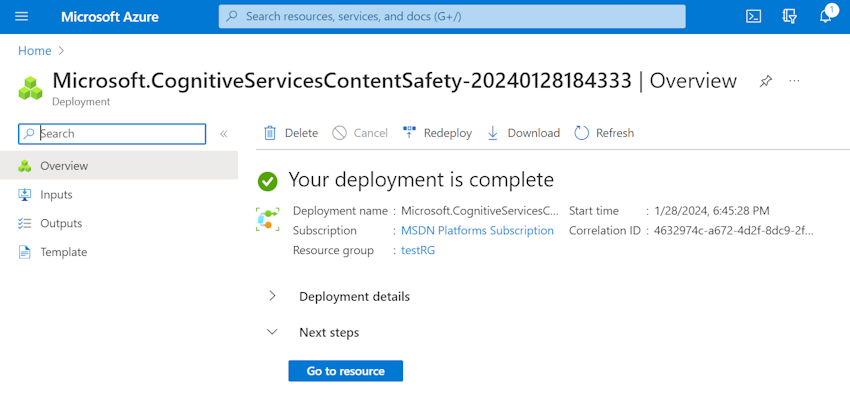 Microsoft Azure
Search resources, services, and docs (G+/)
1
Home
Microsoft.CognitiveServicesContentSafety-20240128184333 | Overview
Deployment
Search
Delete Cancel Redeploy Download Refresh
Overview
Inputs
Outputs
Template
Your deployment is complete
Deployment name : Microsoft.CognitiveServicesC... Start time : 1/28/2024, 6:45:28 PM
Subscription : MSDN Platforms Subscription Correlation ID : 4632974c-a672-4d2f-8dc9-2f...
Resource group : testRG
Deployment details
Next steps
Go to resource